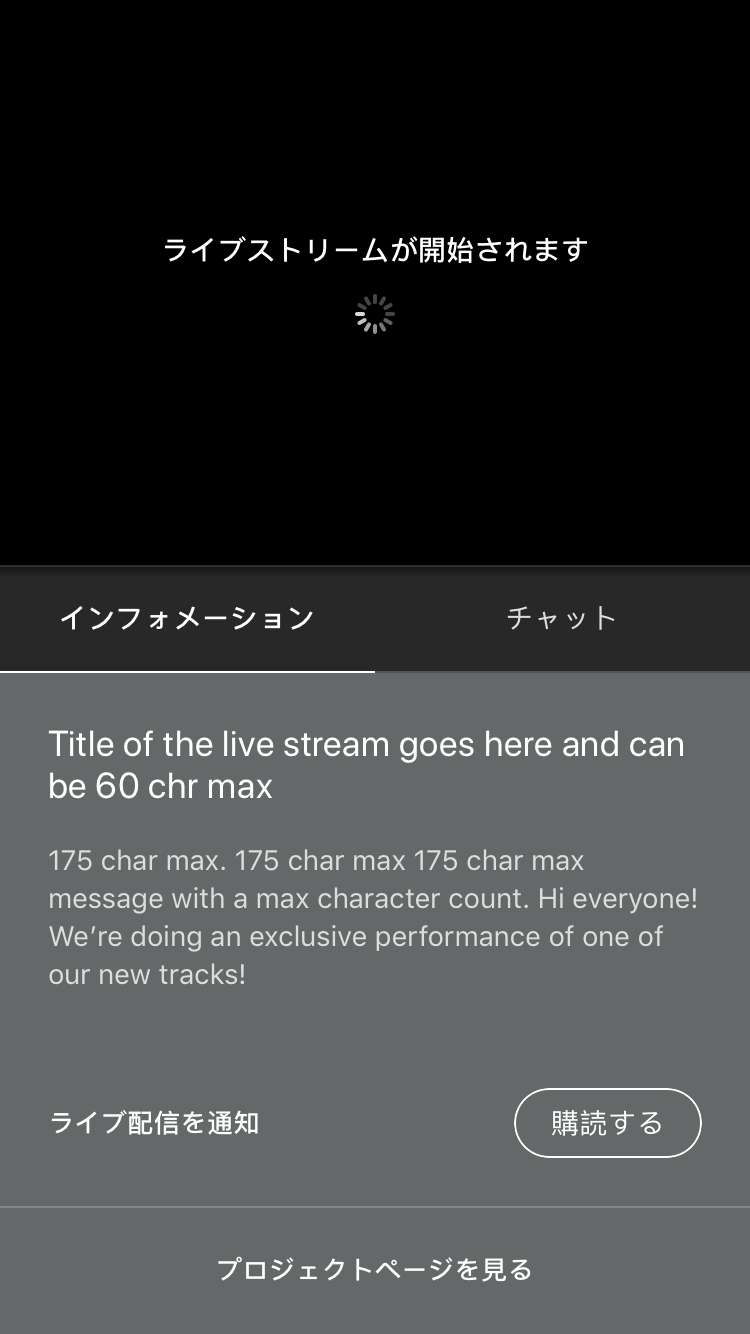 ライブストリームが開始されます
インフォメーション
チャット
Title of the live stream goes here and can
be 60 chr max
175 char max. 175 char max 175 char max
message with a max character count. Hi everyone!
We’re doing an exclusive performance of one of
our new tracks!
ライブ配信を通知
購読する
プロジェクトページを見る